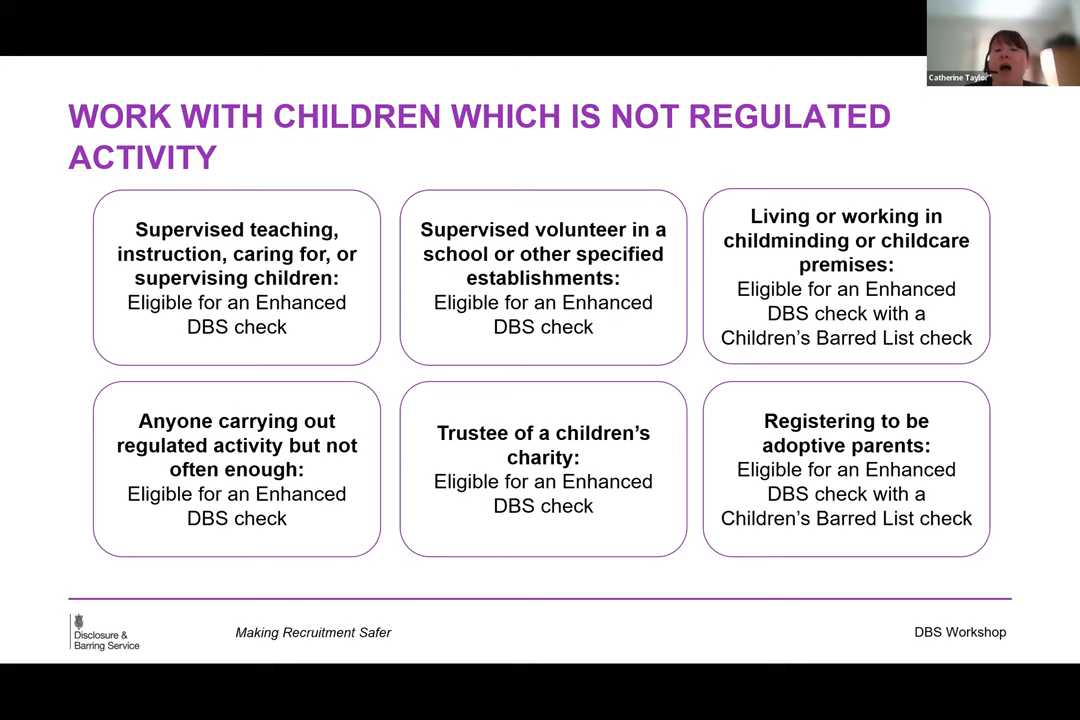 Catherine Taylor
WORK WITH CHILDREN WHICH IS NOT REGULATED
ACTIVITY
Supervised teaching,
instruction, caring for, or
supervising children:
Eligible for an Enhanced
DBS check
Supervised volunteer in a
school or other specified
establishments:
Eligible for an Enhanced
DBS check
Living or working in
childminding or childcare
premises:
Eligible for an Enhanced
DBS check with a
Children’s Barred List check
Anyone carrying out
regulated activity but not
often enough:
Eligible for an Enhanced
DBS check
Trustee of a children’s
charity:
Eligible for an Enhanced
DBS check
Registering to be
adoptive parents:
Eligible for an Enhanced
DBS check with a
Children’s Barred List check
Disclosure &
Barring Service
Making Recruitment Safer
DBS Workshop